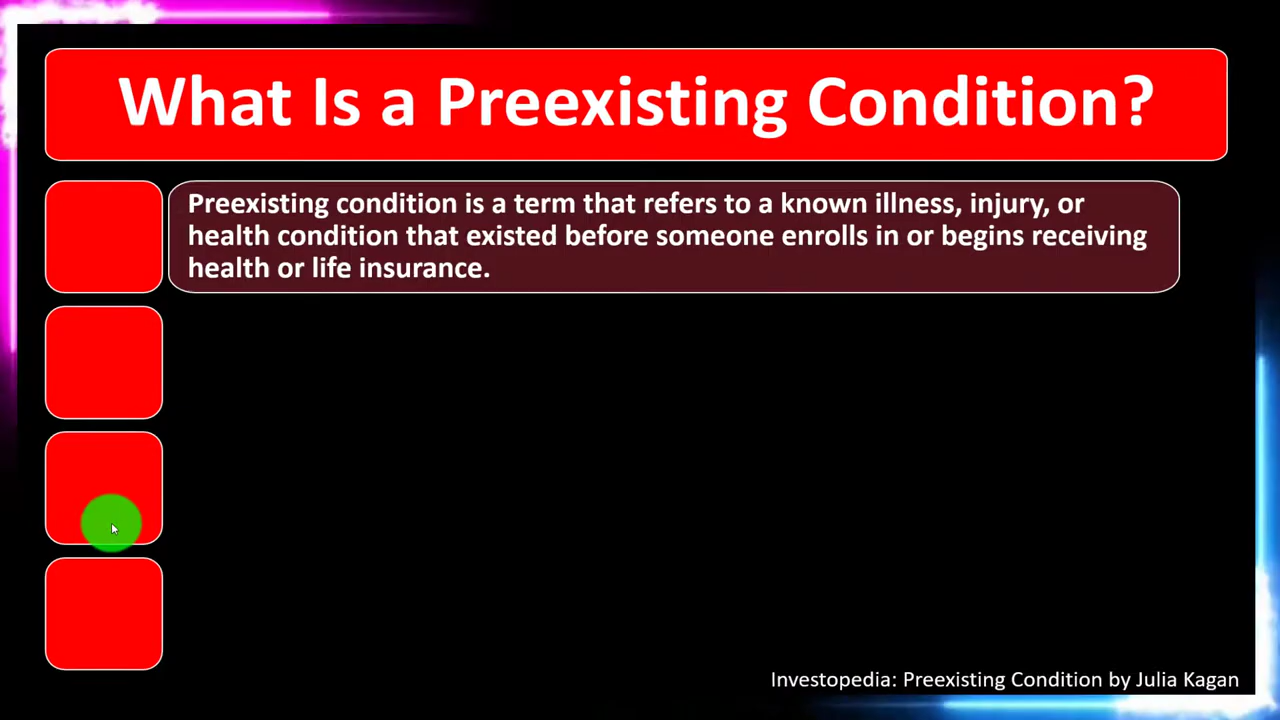 What Is a Preexisting Condition?
Preexisting condition is a term that refers to a known illness, injury, or
health condition that existed before someone enrolls in or begins receiving
health or life insurance.
Investopedia: Preexisting Condition by Julia Kagan